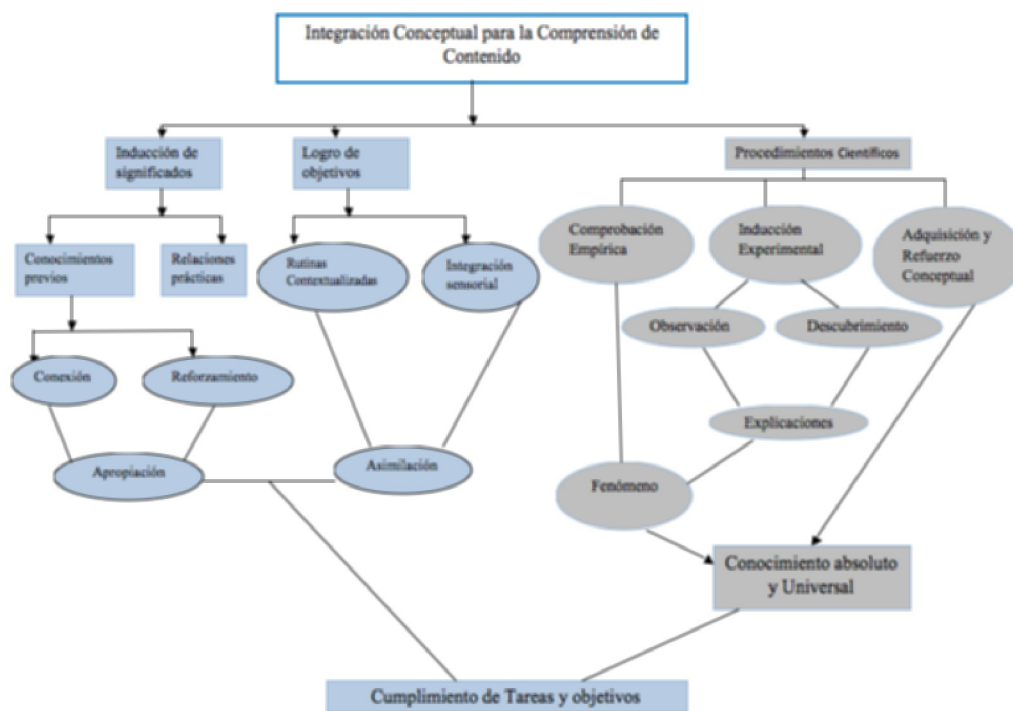 Integración Conceptual para la Comprensión de
Contenido
Inducción de
significados
Logro de
objetivos
Procedimientos Científicos
Conocimientos
previos
Relaciones
prácticas
Rutinas
Contextualizadas
Integración
sensorial
Comprobación
Empírica
Inducción
Experimental
Adquisición y
Refuerzo
Conceptual
Observación
Descubrimiento
Conexión
Reforzamiento
Explicaciones
Apropiación
Asimilación
Fenómeno
Conocimiento absoluto
y Universal
Cumplimiento de Tareas y objetivos